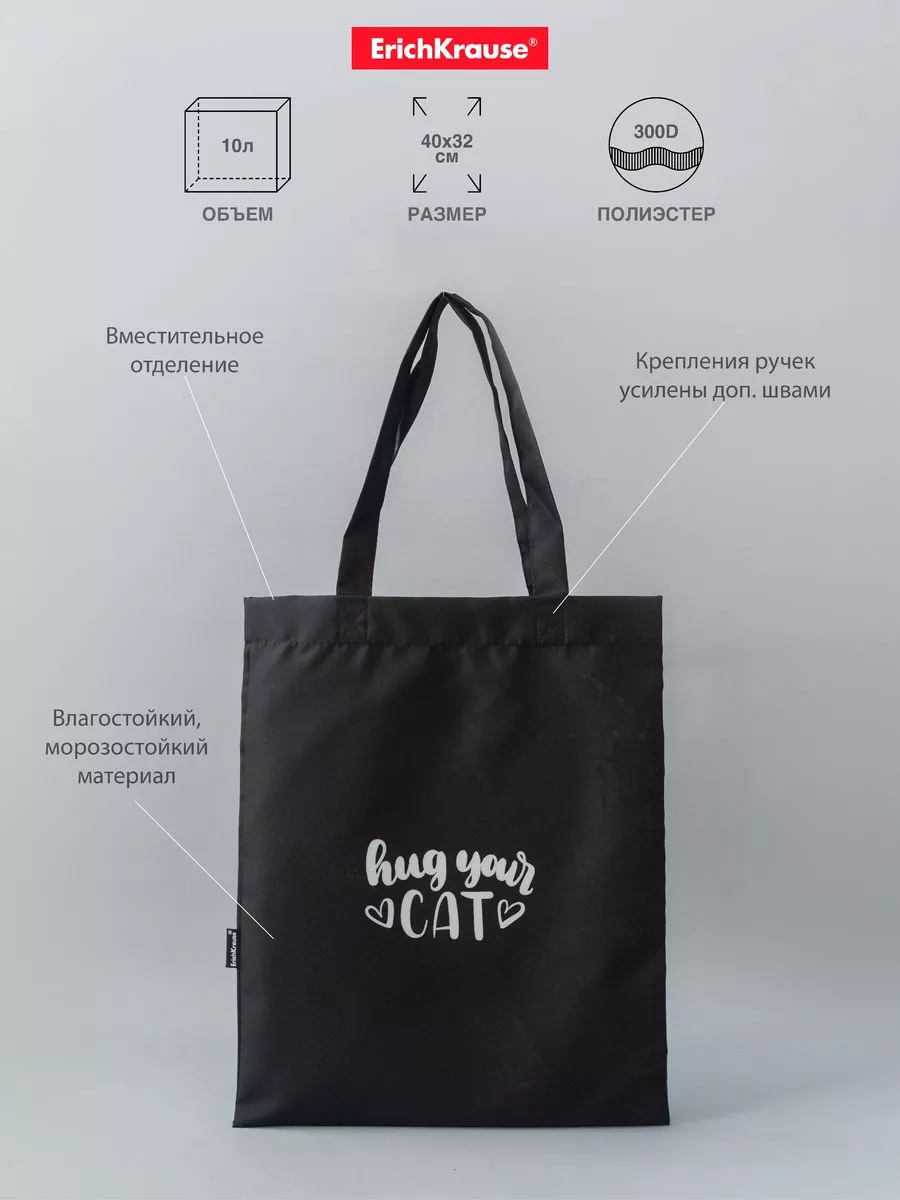 ErichKrause®
10л
ОБЪЕМ
40x32
см
РАЗМЕР
300D
ПОЛИЭСТЕР
Вместительное
отделение
Крепления ручек
усилены доп. швами
Влагостойкий,
морозостойкий
материал
hug your
CAT
ErichKrause®